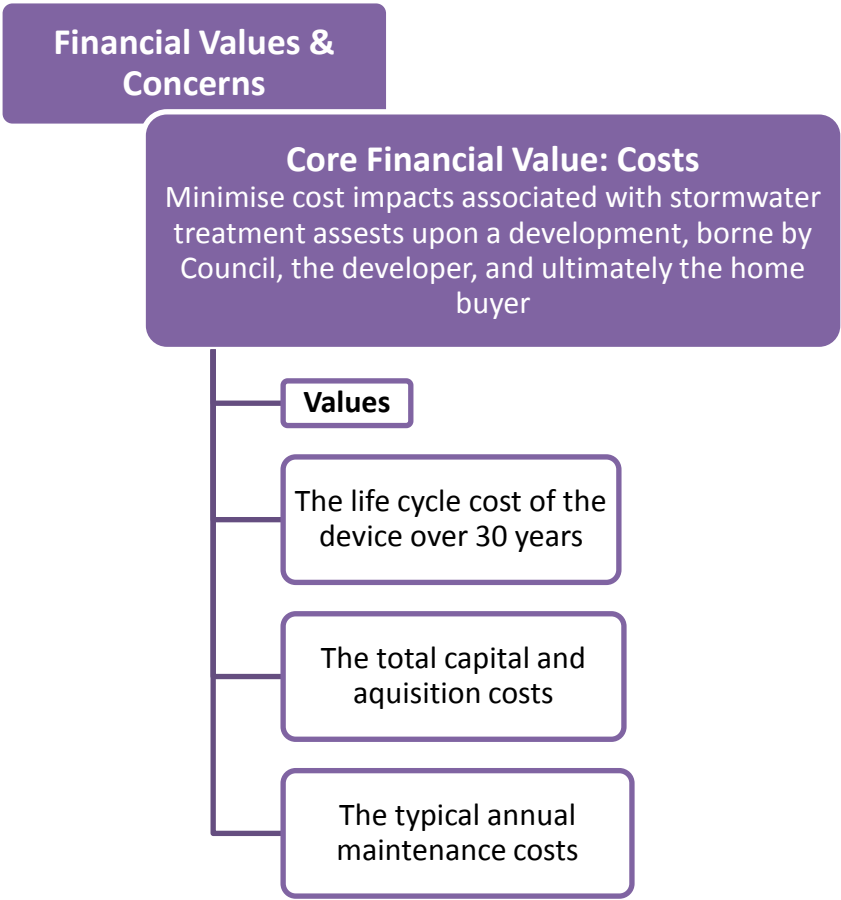 Financial Values &
Concerns
Core Financial Value: Costs
Minimise cost impacts associated with stormwater
treatment assests upon a development, borne by
Council, the developer, and ultimately the home
buyer
Values
The life cycle cost of the
device over 30 years
The total capital and
aquisition costs
The typical annual
maintenance costs